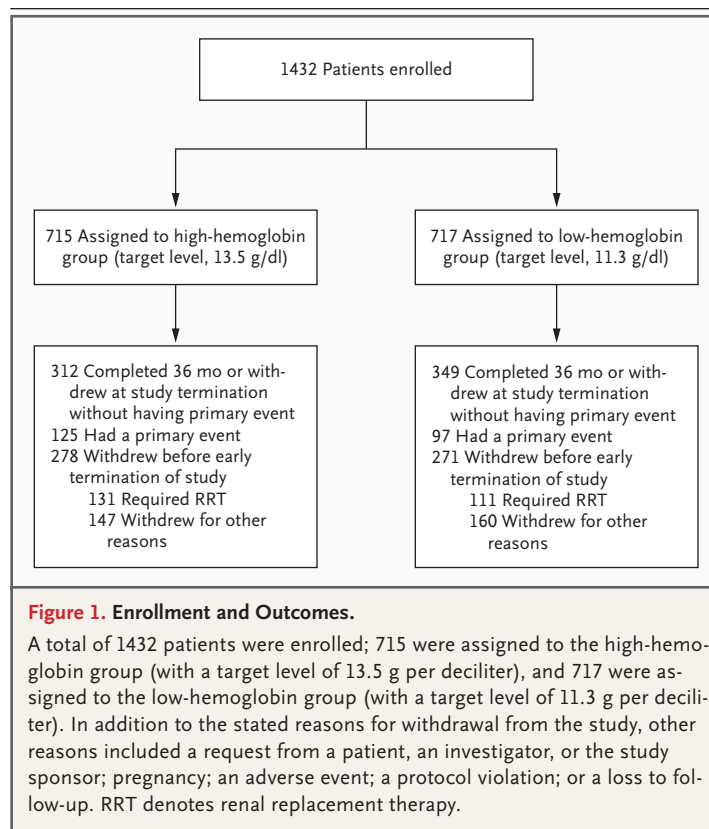 1432 Patients enrolled
715 Assigned to high-hemoglobin
group (target level, 13.5 g/dl)
717 Assigned to low-hemoglobin
group (target level, 11.3 g/dl)
312 Completed 36 mo or with-
drew at study termination
without having primary event
125 Had a primary event
278 Withdrew before early
termination of study
131 Required RRT
147 Withdrew for other
reasons
349 Completed 36 mo or with-
drew at study termination
without having primary event
97 Had a primary event
271 Withdrew before early
termination of study
111 Required RRT
160 Withdrew for other
reasons
Figure 1. Enrollment and Outcomes.
A total of 1432 patients were enrolled; 715 were assigned to the high-hemo-
globin group (with a target level of 13.5 g per deciliter), and 717 were as-
signed to the low-hemoglobin group (with a target level of 11.3 g per decili-
ter). In addition to the stated reasons for withdrawal from the study, other
reasons included a request from a patient, an investigator, or the study
sponsor; pregnancy; an adverse event; a protocol violation; or a loss to fol-
low-up. RRT denotes renal replacement therapy.